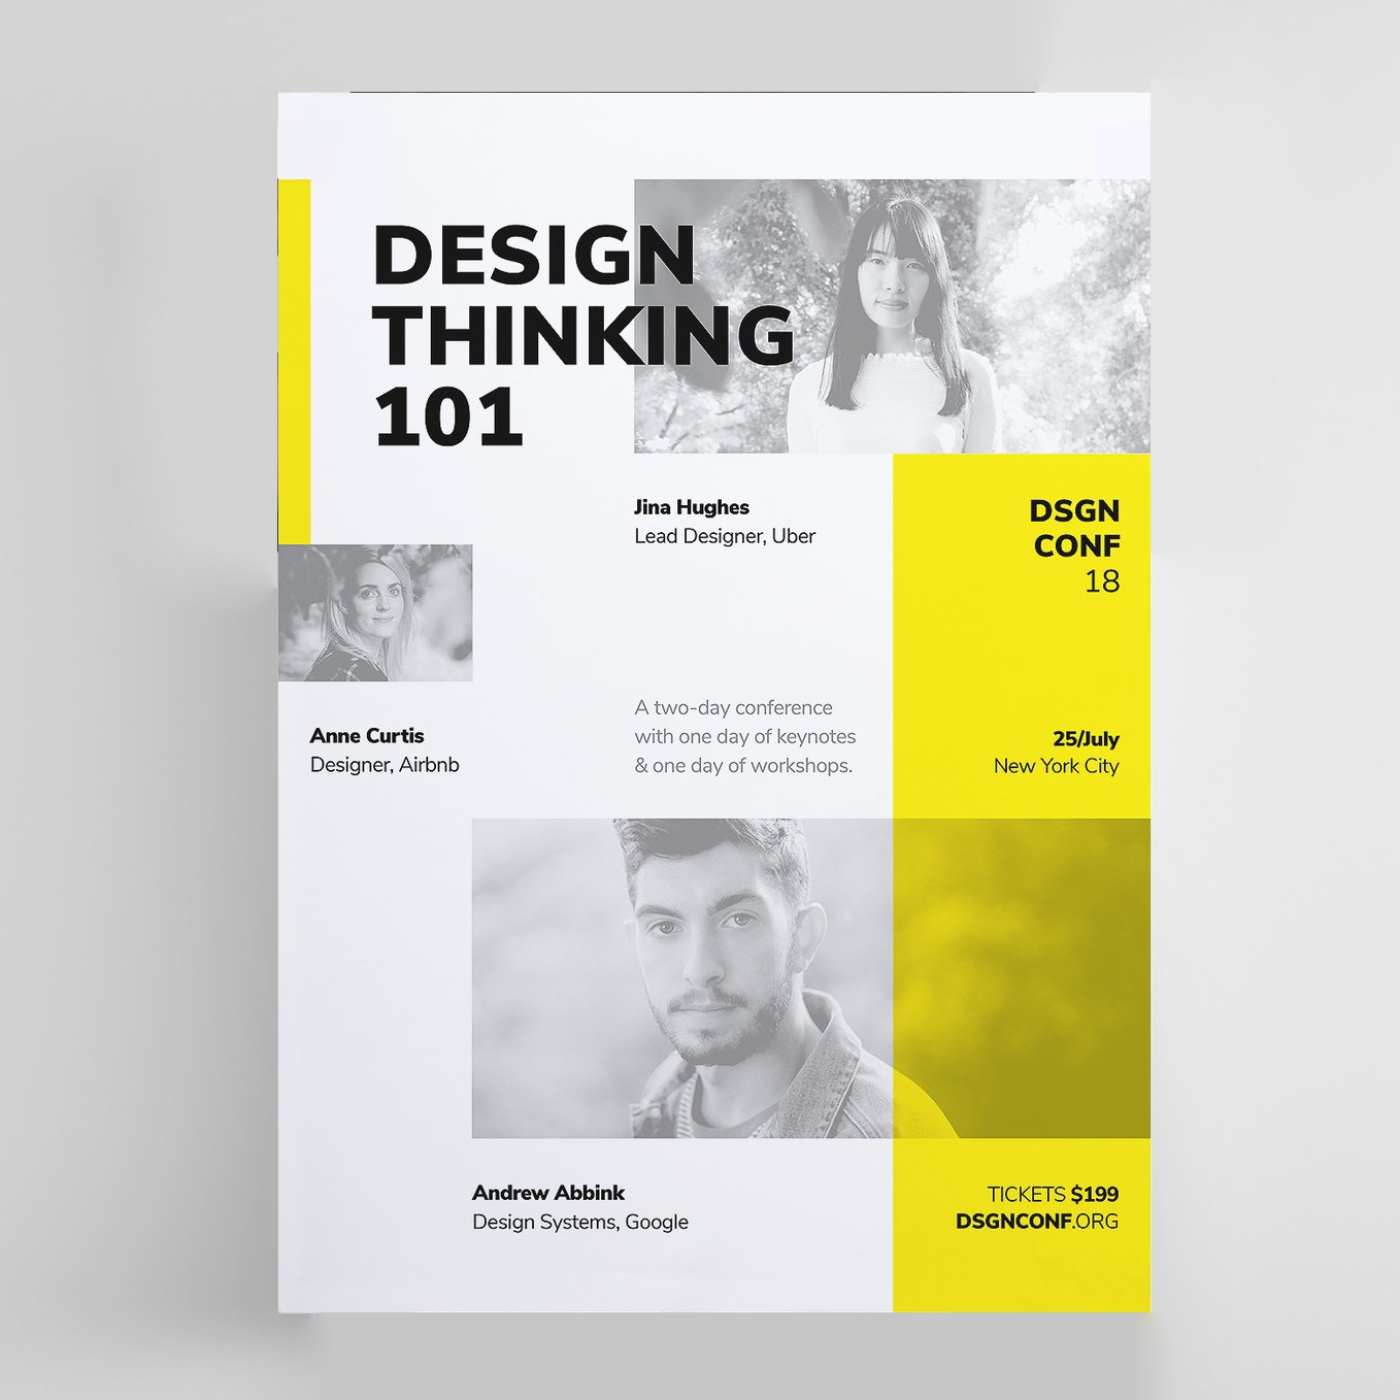 DESIGN
THINKING
101
Jina Hughes
Lead Designer, Uber
DSGN
CONF
18
Anne Curtis
Designer, Airbnb
A two-day conference
with one day of keynotes
& one day of workshops.
25/July
New York City
Andrew Abbink
Design Systems, Google
TICKETS $199
DSGNCONF.ORG